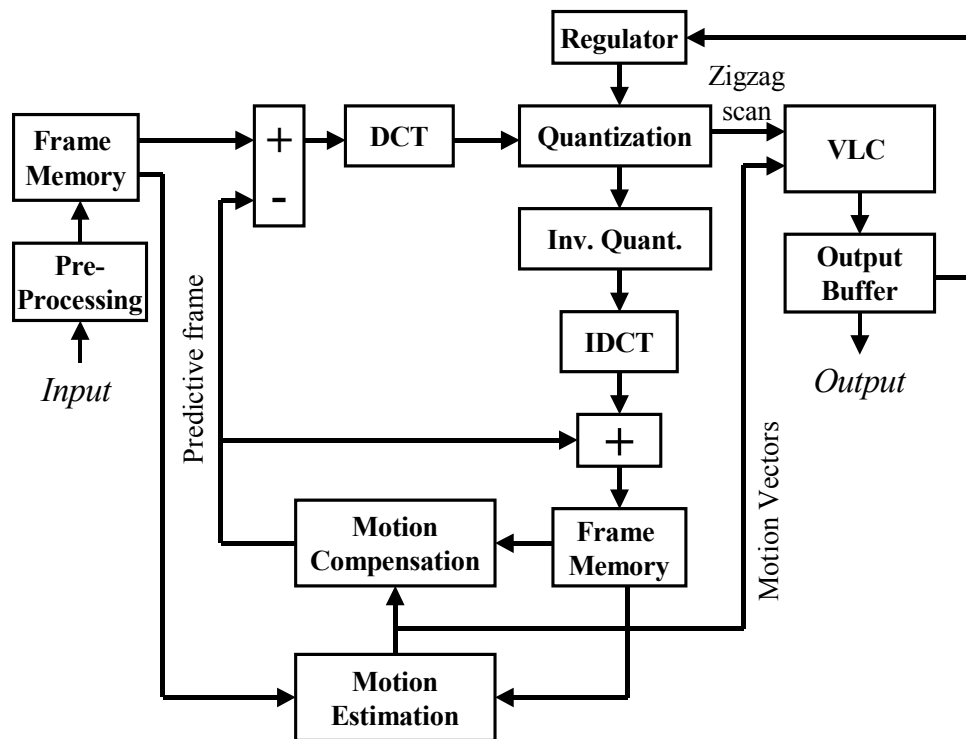 Regulator
Zigzag
scan
Frame
Memory
+
-
DCT
Quantization
VLC
Pre-
Processing
Inv. Quant.
Output
Buffer
Input
Predictive frame
IDCT
Output
+
Motion Vectors
Motion
Compensation
Frame
Memory
Motion
Estimation